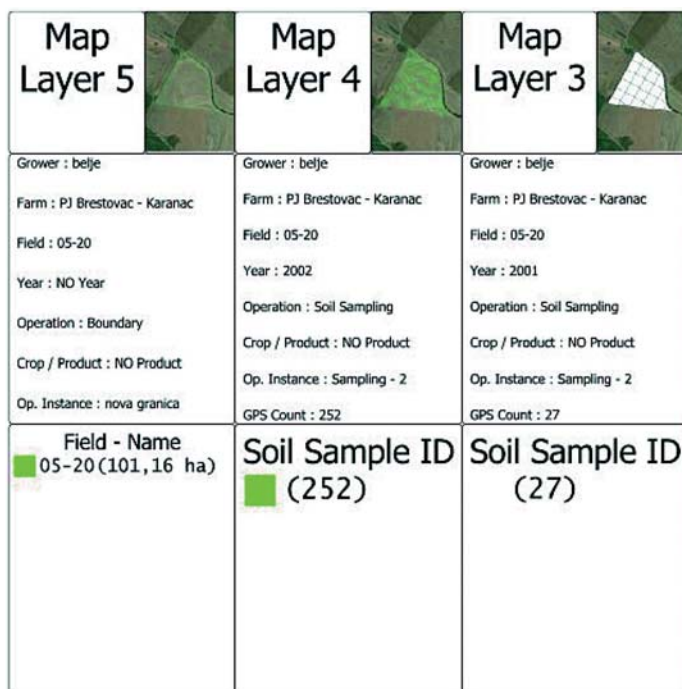 Map
Layer 5
Map
Layer 4
Map
Layer 3
Grower : belje
Farm : PJ Brestovac - Karanac
Field : 05-20
Year : NO Year
Operation : Boundary
Crop / Product : NO Product
Op. Instance : nova granica
Grower : belje
Farm : PJ Brestovac - Karanac
Field : 05-20
Year : 2002
Operation : Soil Sampling
Crop / Product : NO Product
Op. Instance : Sampling - 2
GPS Count : 252
Grower : belje
Farm : PJ Brestovac - Karanac
Field : 05-20
Year : 2001
Operation : Soil Sampling
Crop / Product : NO Product
Op. Instance : Sampling - 2
GPS Count : 27
Field - Name
05-20(101,16 ha)
Soil Sample ID
(252)
Soil Sample ID
(27)